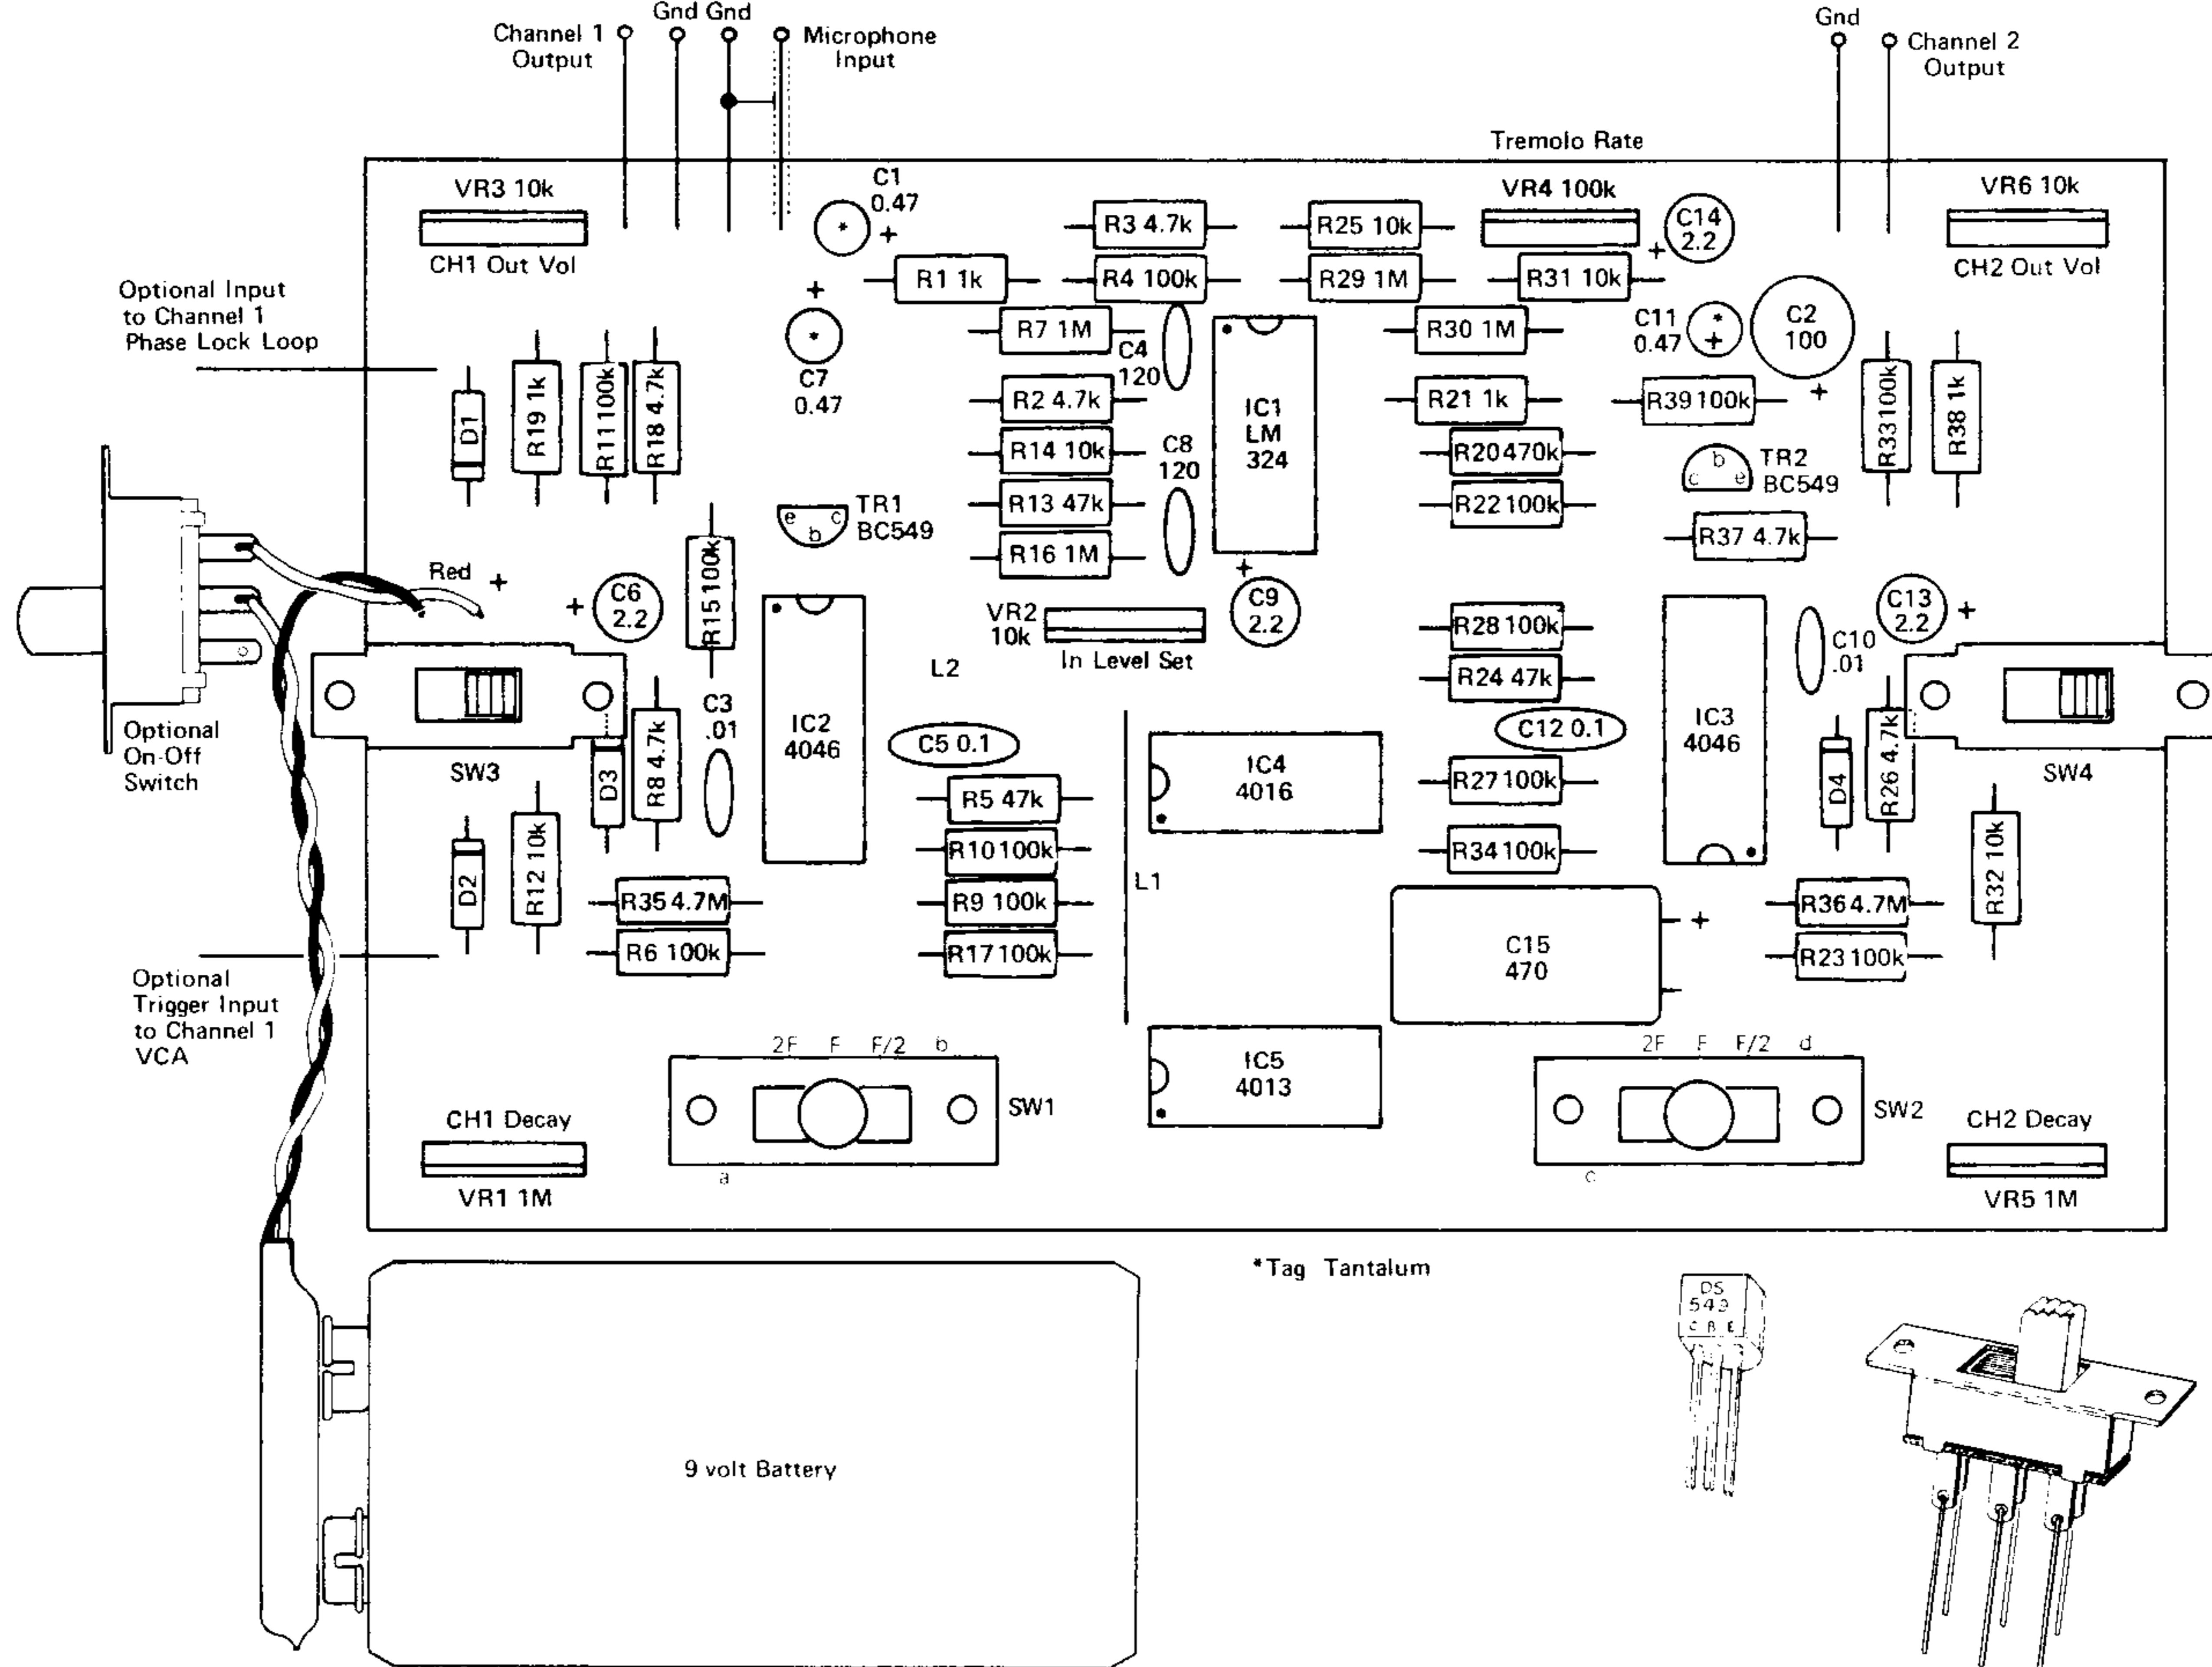 Gnd Gnd
Channel 1
Output
Microphone
Input
Gnd
Channel 2
Output
Tremolo Rate
VR3 10k
CH1 Out Vol
C1
0.47
+
*
R3 4.7k
R25 10k
VR4 100k
C14
2.2
+
VR6 10k
CH2 Out Vol
R1 1k
R4 100k
R29 1M
R31 10k
Optional Input
to Channel 1
Phase Lock Loop
+
*
C7
0.47
R7 1M
C4
120
R30 1M
C11
0.47
*
+
C2
100
+
D1
R19 1k
R11 100k
R18 4.7k
R2 4.7k
IC1
LM
324
R21 1k
R39 100k
R33 100k
R38 1k
R14 10k
C8
120
R20 470k
b
c e
TR2
BC549
e c
b
TR1
BC549
R13 47k
R22 100k
R16 1M
R37 4.7k
Red +
+
C6
2.2
R15 100k
VR2
10k
In Level Set
+
C9
2.2
R28 100k
C13
2.2
+
C10
.01
L2
R24 47k
Optional
On-Off
Switch
SW3
D3
R8 4.7k
C3
.01
IC2
4046
C5 0.1
IC4
4016
C12 0.1
IC3
4046
D4
R26 4.7k
SW4
R5 47k
R27 100k
D2
R12 10k
R10 100k
R34 100k
R32 10k
L1
R35 4.7M
R9 100k
R36 4.7M
R6 100k
R17 100k
C15
470
+
R23 100k
Optional
Trigger Input
to Channel 1
VCA
2F F F/2 b
SW1
a
IC5
4013
2F F F/2 d
SW2
c
CH1 Decay
VR1 1M
CH2 Decay
VR5 1M
*Tag Tantalum
DS
549
C B E
9 volt Battery